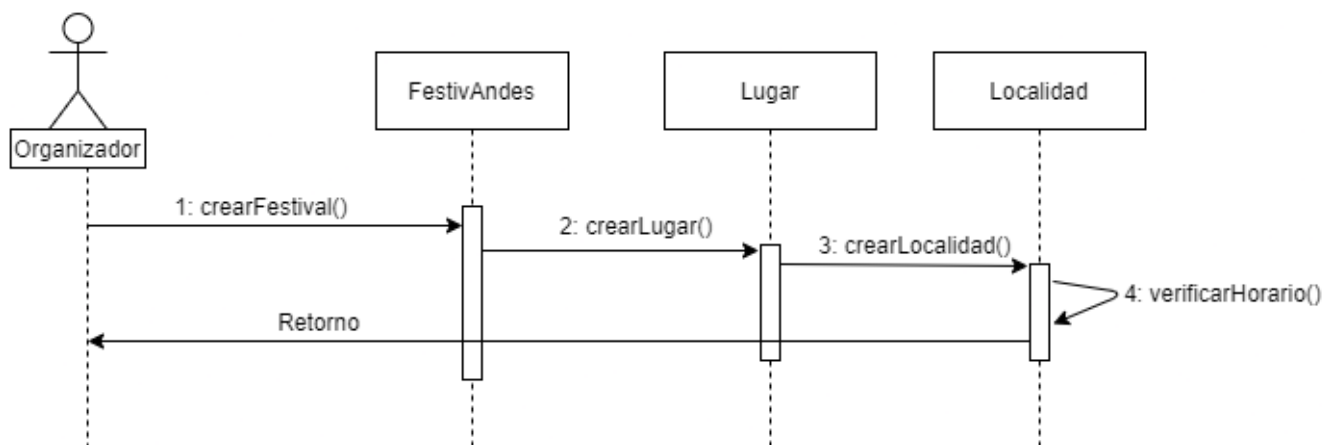 Organizador
FestivAndes
Lugar
Localidad
1: crearFestival()
2: crearLugar()
3: crearLocalidad()
4: verificarHorario()
Retorno